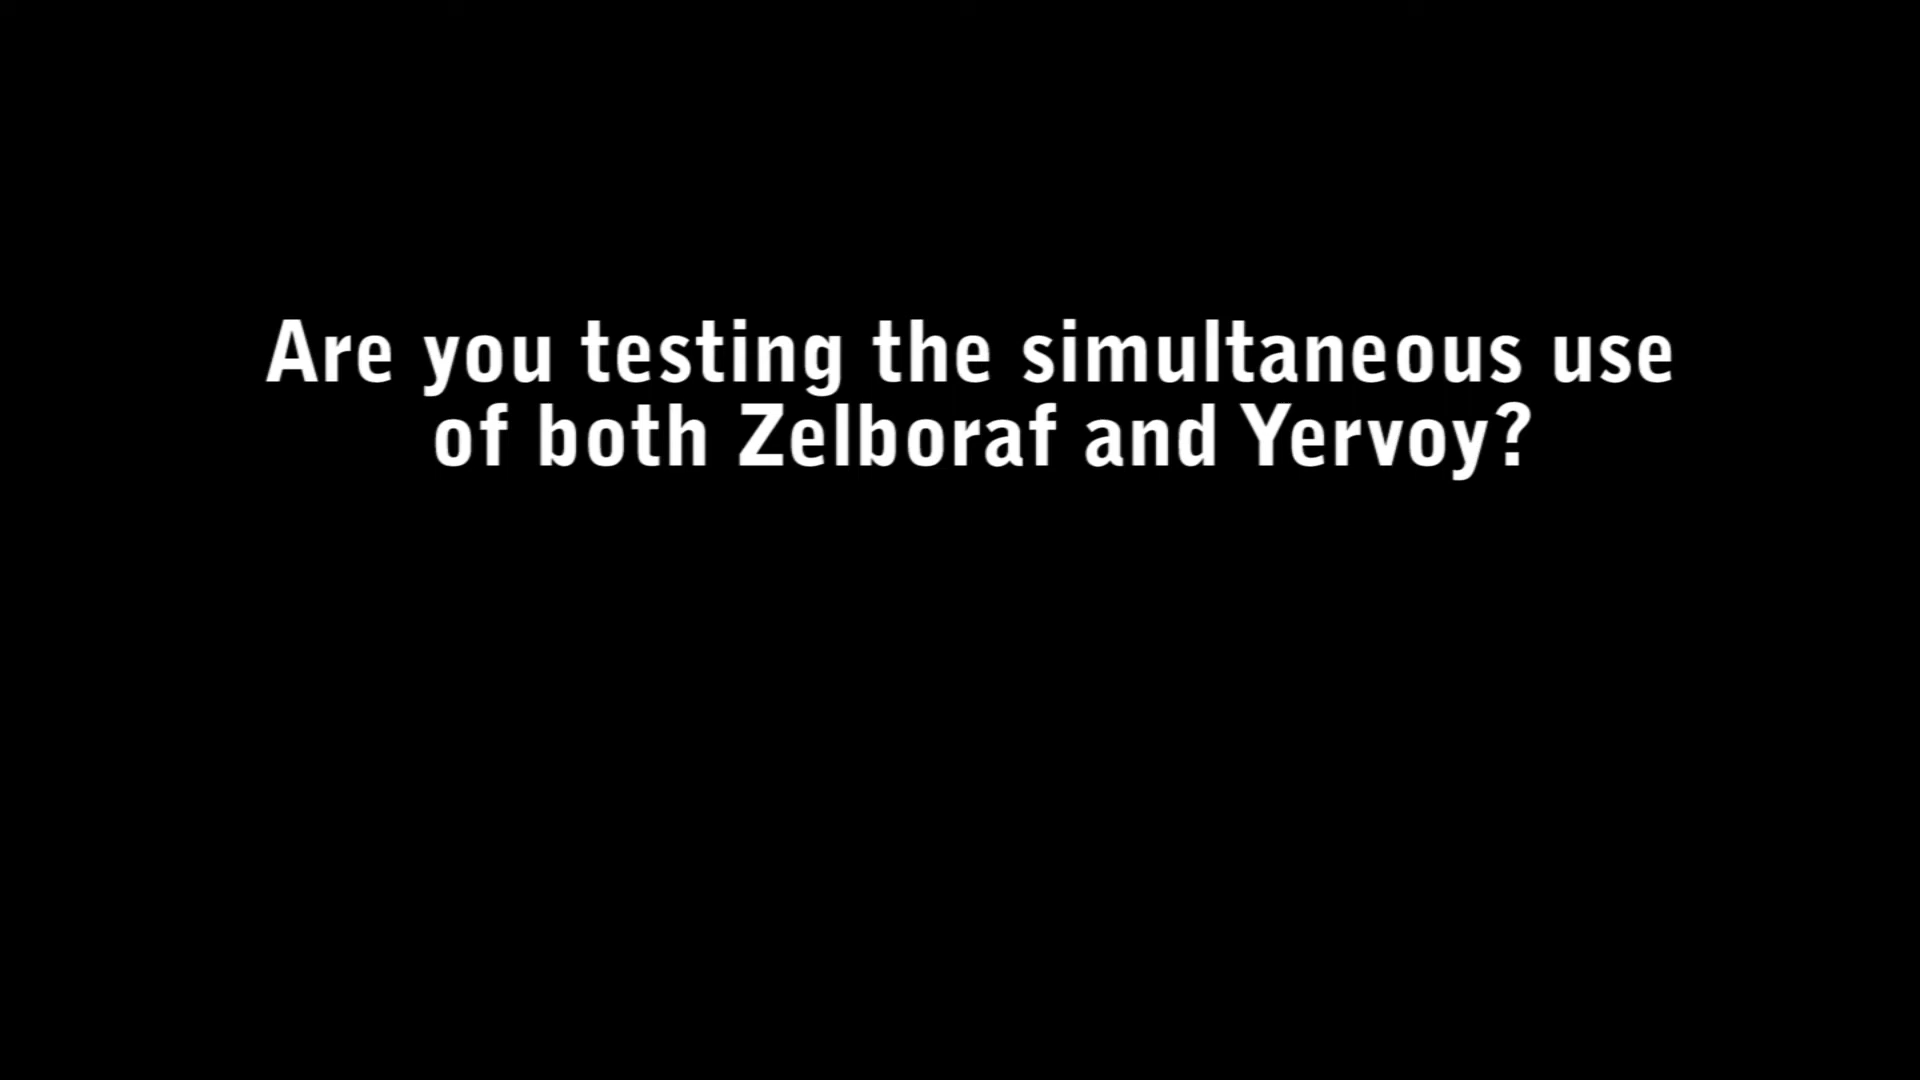 Are you testing the simultaneous use
of both Zelboraf and Yervoy?